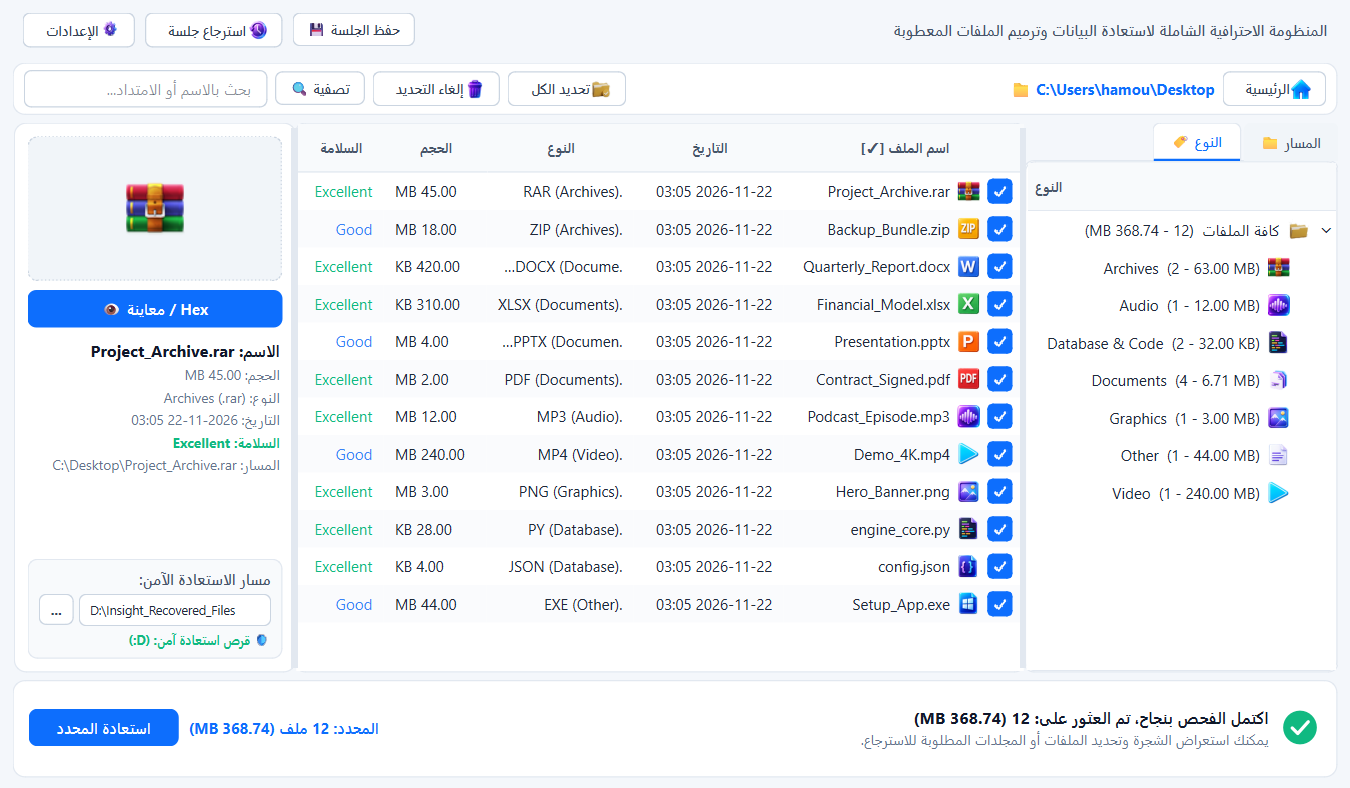 المنظومة الاحترافية الشاملة لاستعادة البيانات وترميم الملفات المعطوبة
حفظ الجلسة
استرجاع جلسة
الإعدادات
الرئيسية
C:\Users\hamou\Desktop
تحديد الكل
إلغاء التحديد
تصفية
بحث بالاسم أو الامتداد...
المسار
النوع
النوع
كافة الملفات (12 - 368.74 MB)
Archives (2 - 63.00 MB)
Audio (1 - 12.00 MB)
Database & Code (2 - 32.00 KB)
Documents (4 - 6.71 MB)
Graphics (1 - 3.00 MB)
Other (1 - 44.00 MB)
Video (1 - 240.00 MB)
اسم الملف [✓] التاريخ النوع الحجم السلامة
Project_Archive.rar 03:05 2026-11-22 RAR (Archives). MB 45.00 Excellent
ZIP Backup_Bundle.zip 03:05 2026-11-22 ZIP (Archives). MB 18.00 Good
W Quarterly_Report.docx 03:05 2026-11-22 ...DOCX (Docume. KB 420.00 Excellent
X Financial_Model.xlsx 03:05 2026-11-22 XLSX (Documents). KB 310.00 Excellent
P Presentation.pptx 03:05 2026-11-22 ...PPTX (Documen. MB 4.00 Good
PDF Contract_Signed.pdf 03:05 2026-11-22 PDF (Documents). MB 2.00 Excellent
Podcast_Episode.mp3 03:05 2026-11-22 MP3 (Audio). MB 12.00 Excellent
Demo_4K.mp4 03:05 2026-11-22 MP4 (Video). MB 240.00 Good
Hero_Banner.png 03:05 2026-11-22 PNG (Graphics). MB 3.00 Excellent
engine_core.py 03:05 2026-11-22 PY (Database). KB 28.00 Excellent
{} config.json 03:05 2026-11-22 JSON (Database). KB 4.00 Excellent
Setup_App.exe 03:05 2026-11-22 EXE (Other). MB 44.00 Good
معاينة / Hex
الاسم: Project_Archive.rar
الحجم: 45.00 MB
النوع: Archives (.rar)
التاريخ: 2026-11-22 03:05
السلامة: Excellent
المسار: C:\Desktop\Project_Archive.rar
مسار الاستعادة الآمن:
D:\Insight_Recovered_Files
...
قرص استعادة آمن: (D:)
اكتمل الفحص بنجاح، تم العثور على: 12 (368.74 MB)
يمكنك استعراض الشجرة وتحديد الملفات أو المجلدات المطلوبة للاسترجاع.
المحدد: 12 ملف (368.74 MB)
استعادة المحدد